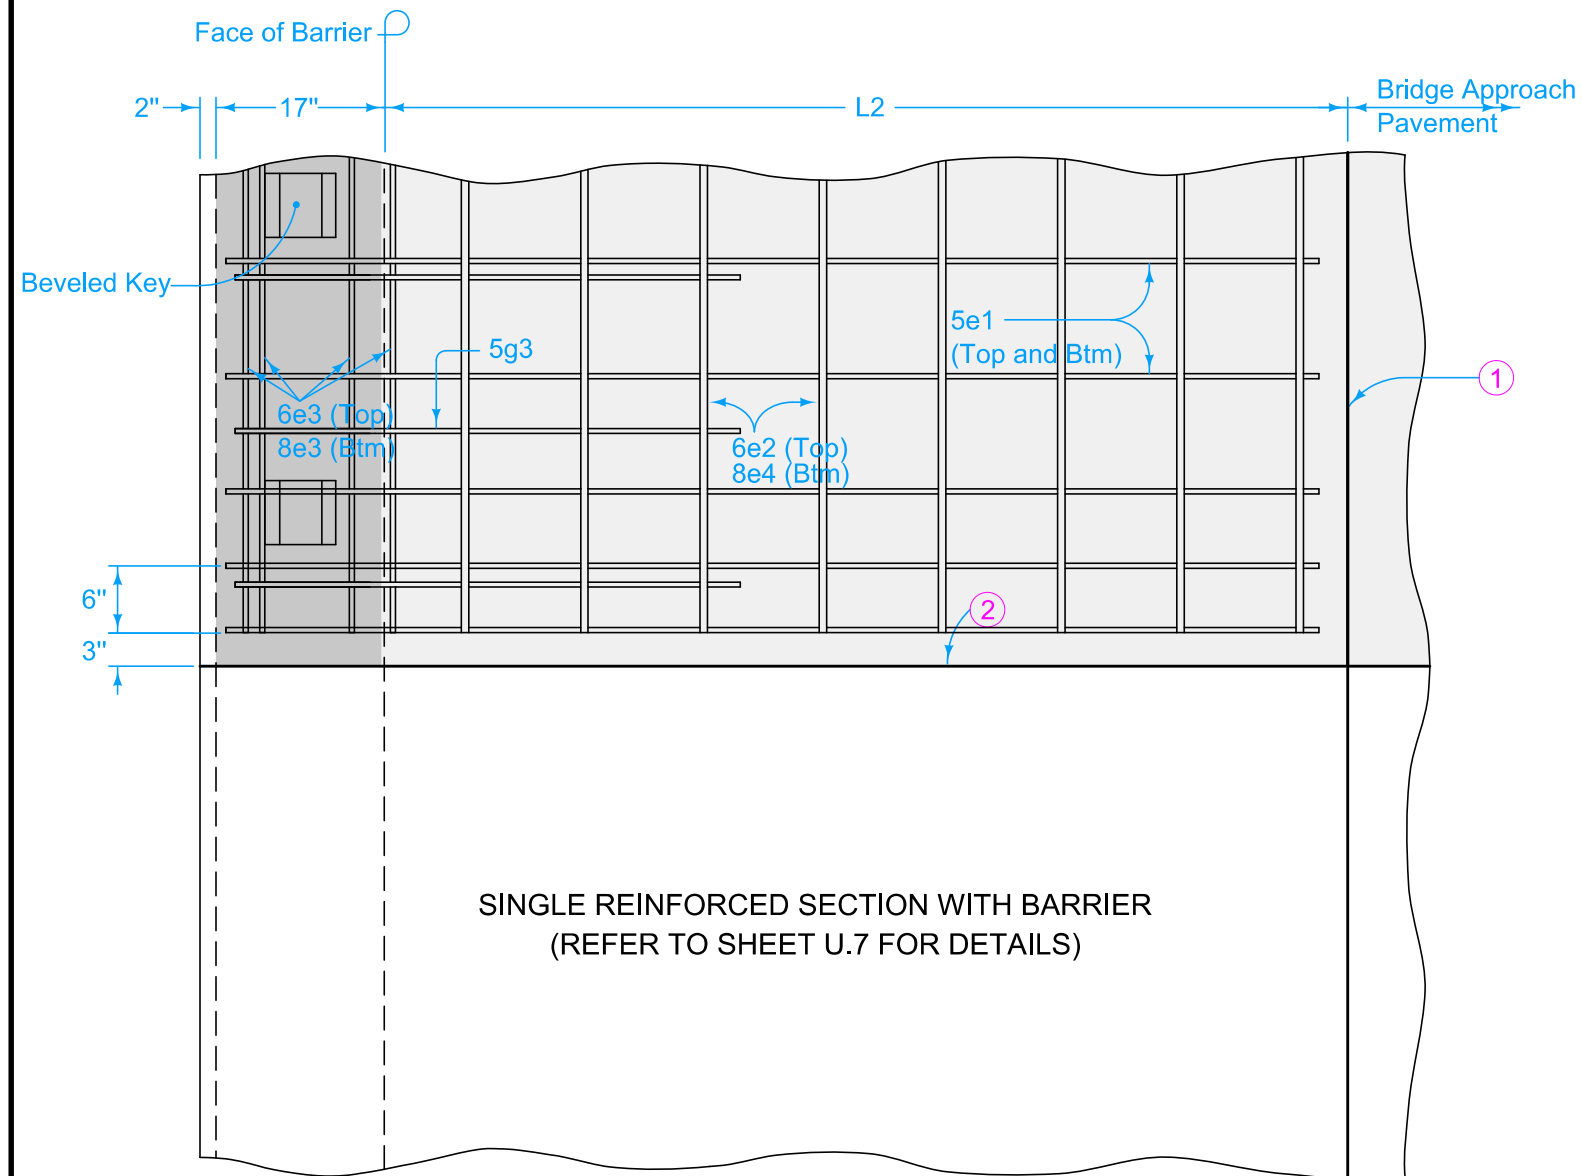 Face of Barrier
2"
17"
L2
Bridge Approach
Pavement
Beveled Key
5e1
(Top and Btm)
5g3
1
6e3 (Top)
8e3 (Btm)
6e2 (Top)
8e4 (Btm)
6"
2
3"
SINGLE REINFORCED SECTION WITH BARRIER
(REFER TO SHEET U.7 FOR DETAILS)